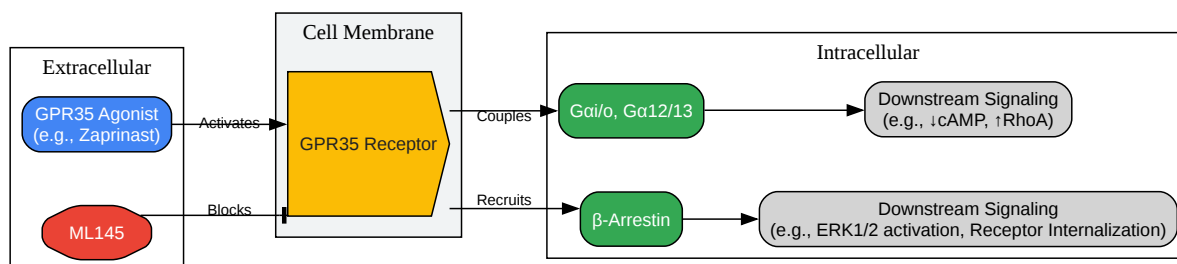 Extracellular
GPR35 Agonist
(e.g., Zaprinast)
ML145
Activates
Blocks
Cell Membrane
GPR35 Receptor
Couples
Recruits
Intracellular
Gαi/o, Gα12/13
Downstream Signaling
(e.g., ↓cAMP, ↑RhoA)
β-Arrestin
Downstream Signaling
(e.g., ERK1/2 activation, Receptor Internalization)